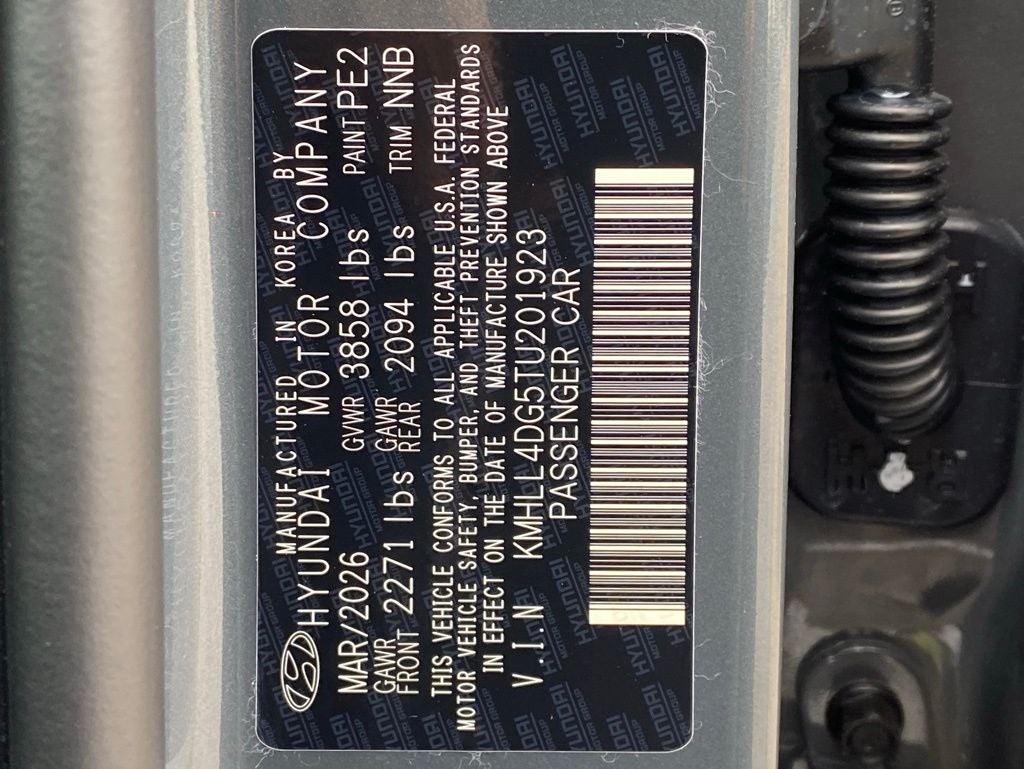 MANUFACTURED IN KOREA BY
HYUNDAI MOTOR COMPANY
MAR/2026 GVWR 3858 lbs PAINT PE2
GAWR FRONT 2271 lbs GAWR REAR 2094 lbs TRIM NNB
THIS VEHICLE CONFORMS TO ALL APPLICABLE U.S.A. FEDERAL
MOTOR VEHICLE SAFETY, BUMPER, AND THEFT PREVENTION STANDARDS
IN EFFECT ON THE DATE OF MANUFACTURE SHOWN ABOVE
V.I.N KMHLL4DG5TU201923
PASSENGER CAR